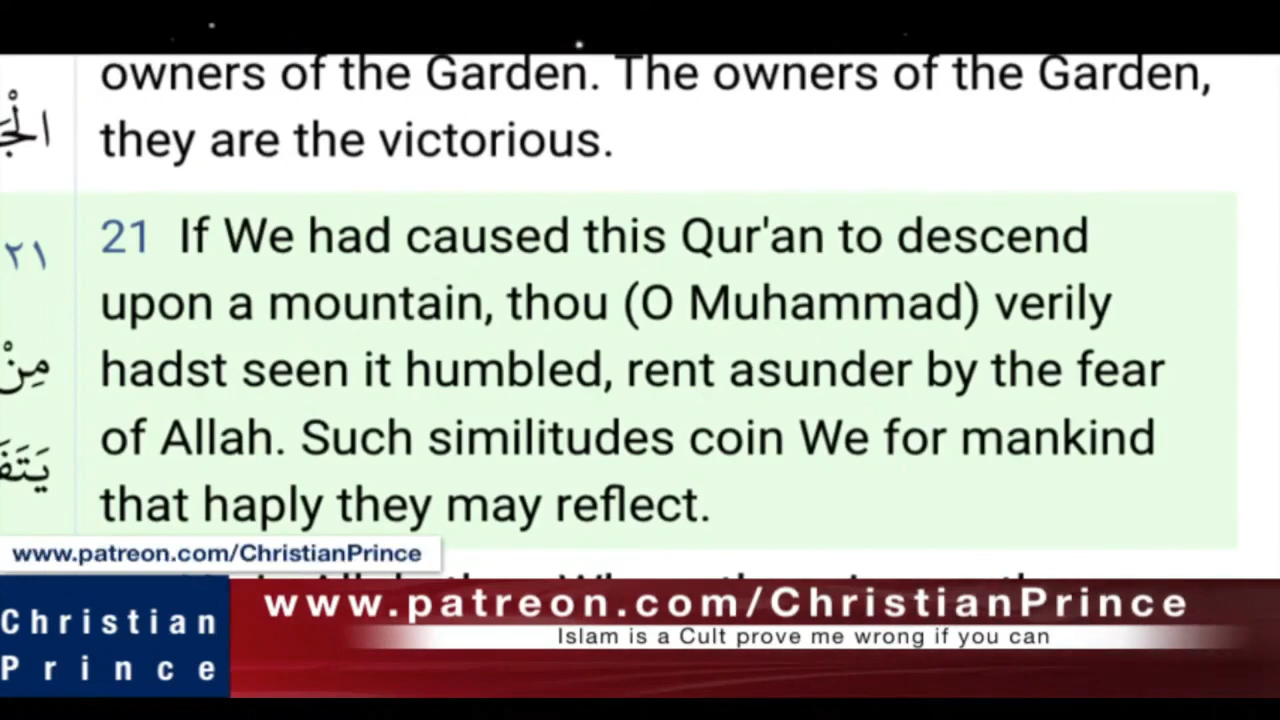 owners of the Garden. The owners of the Garden,
they are the victorious.
21 If We had caused this Qur'an to descend
upon a mountain, thou (O Muhammad) verily
hadst seen it humbled, rent asunder by the fear
of Allah. Such similitudes coin We for mankind
that haply they may reflect.
٢١
مِنْ
www.patreon.com/ChristianPrince
www.patreon.com/ChristianPrince
Islam is a Cult prove me wrong if you can
Christian
Prince